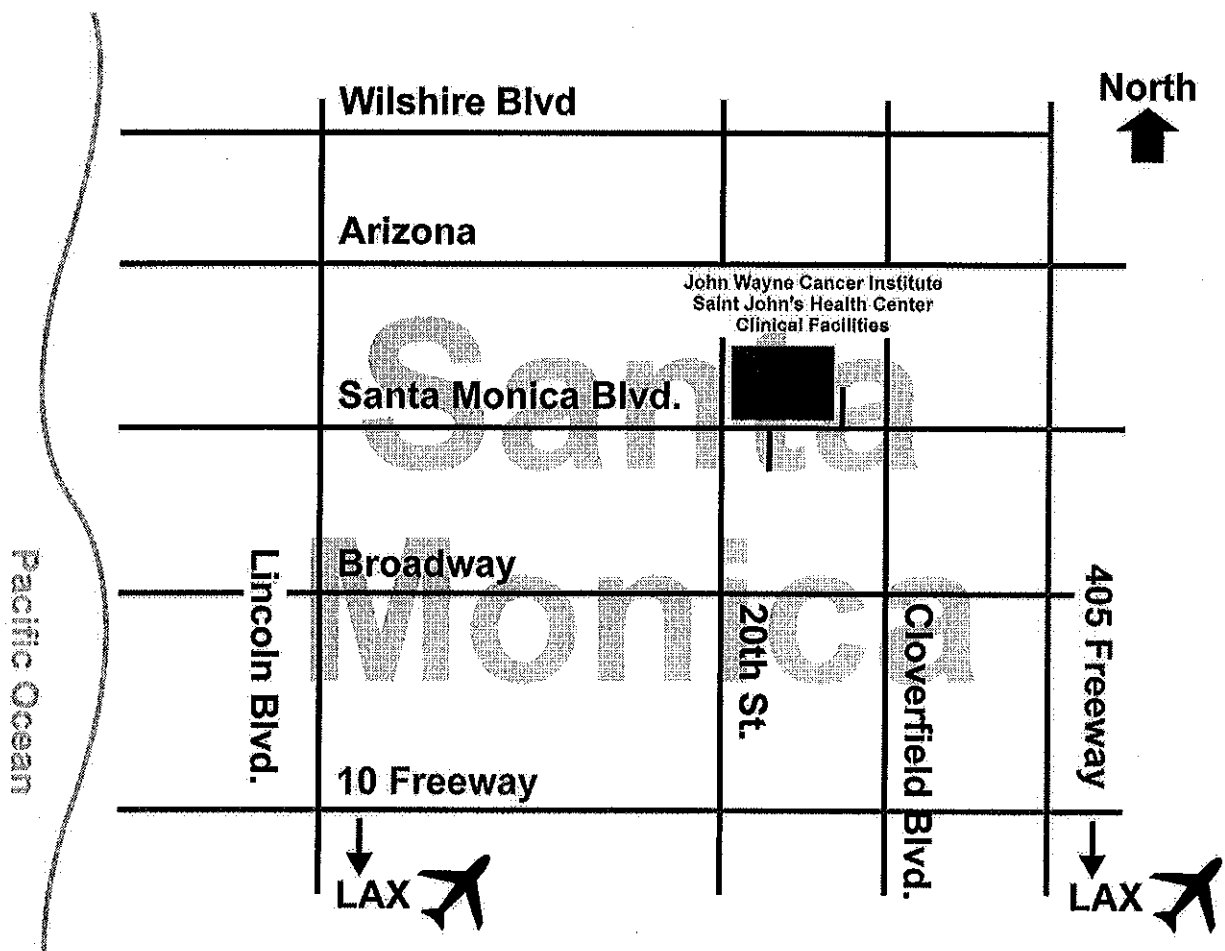 North
Wilshire Blvd
Arizona
John Wayne Cancer Institute
Saint John's Health Center
Clinical Facilities
Santa
Santa Monica Blvd.
Monica
Broadway
Pacific Ocean
Lincoln Blvd.
20th St.
Cloverfield Blvd.
405 Freeway
10 Freeway
LAX
LAX